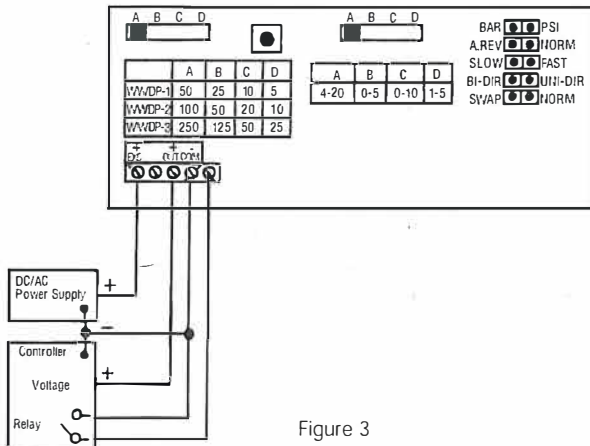 A B C D
A B C D
BAR PSI
A.REV NORM
SLOW FAST
BI-DIR UNI-DIR
SWAP NORM
A B C D
WWDP-1 50 25 10 5
WWDP-2 100 50 20 10
WWDP-3 250 125 50 25
A B C D
4-20 0-5 0-10 1-5
+ + -
EXC OUT COM
DC/AC
Power Supply
+
-
Controller
Voltage
+
Relay
Figure 3